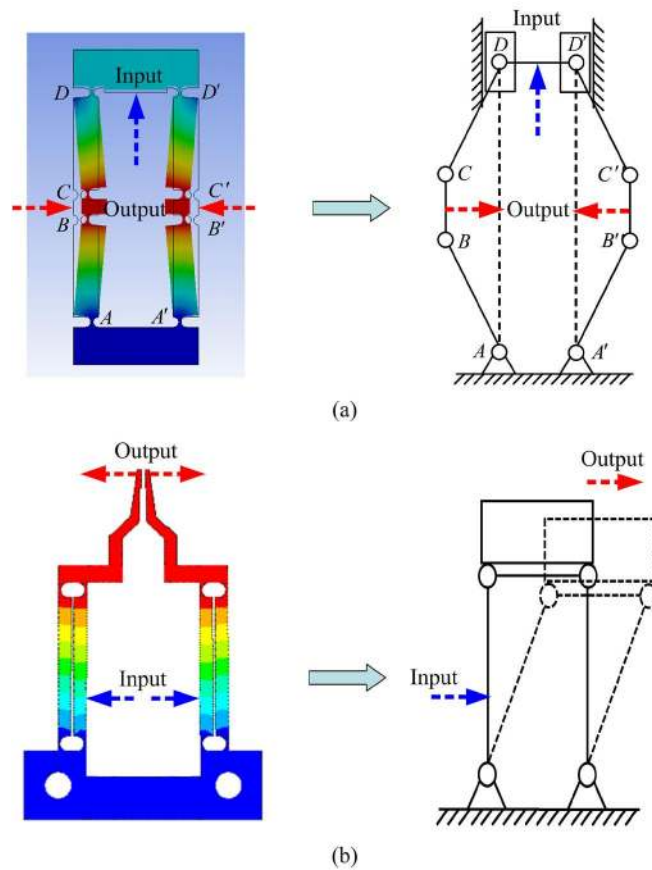 Input
Input
D
D'
D
D'
C
C'
C
C'
Output
Output
B
B'
B
B'
A
A'
A
A'
(a)
Output
Output
Input
Input
(b)